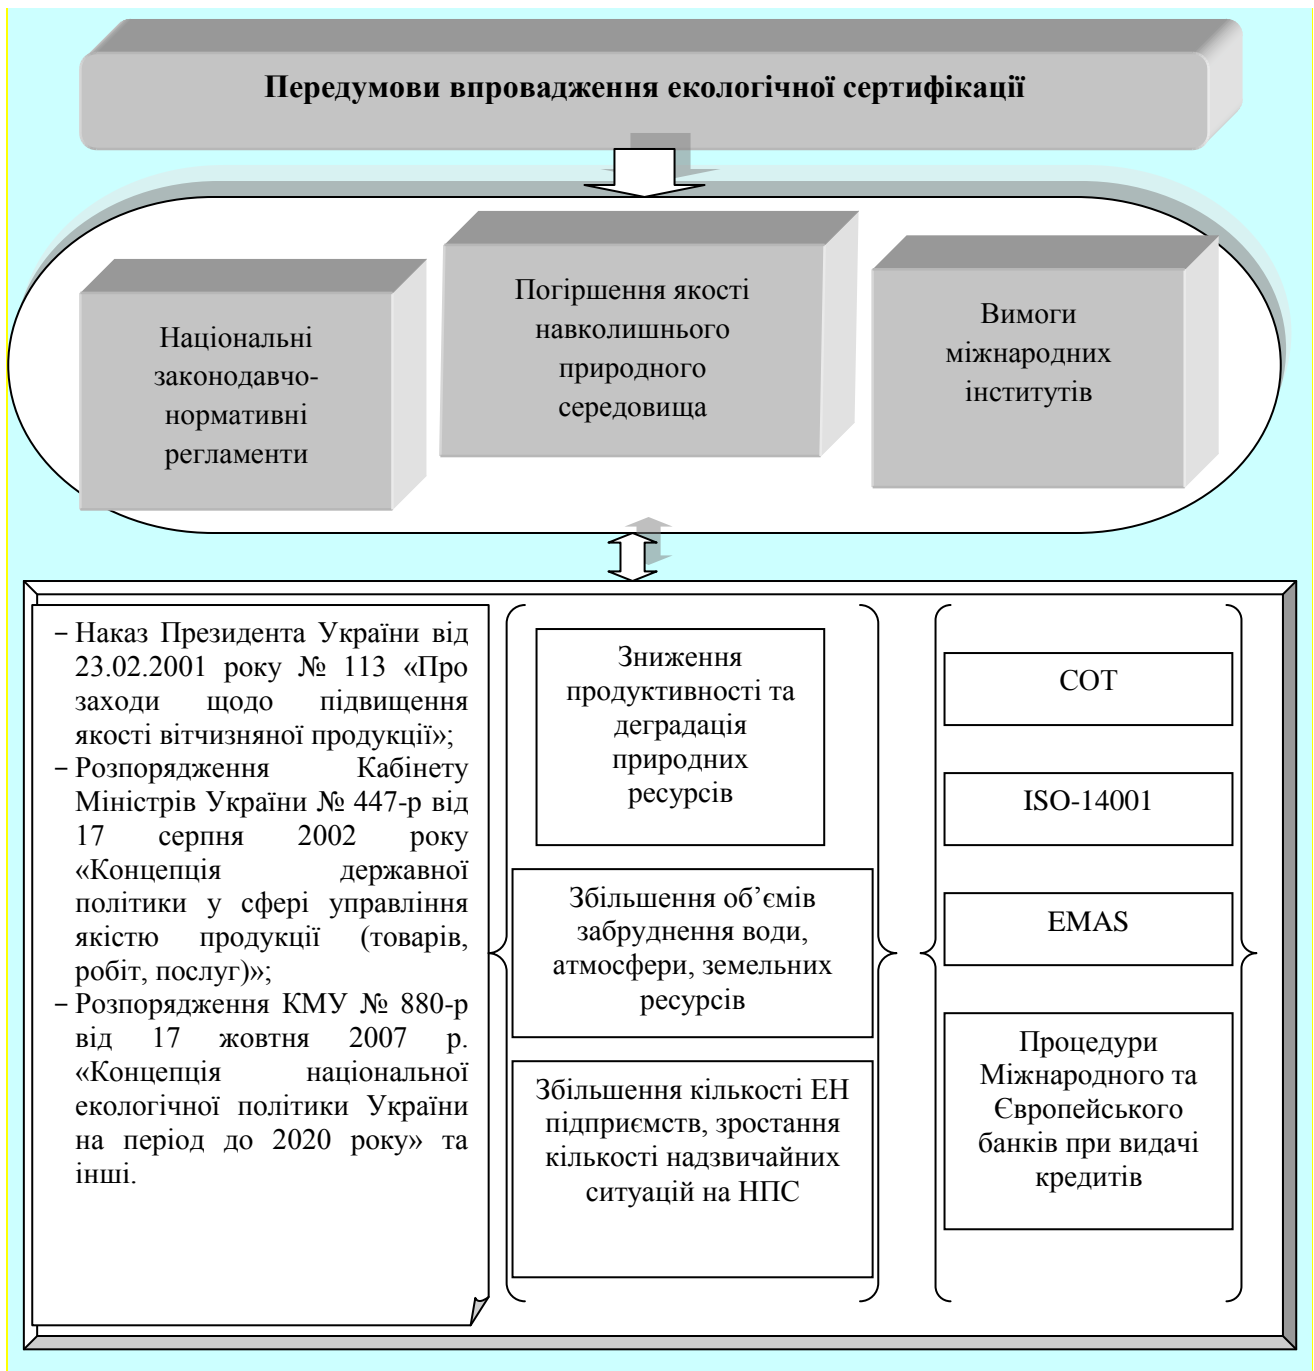 Передумови впровадження екологічної сертифікації
Національні
законодавчо-
нормативні
регламенти
Погіршення якості
навколишнього
природного
середовища
Вимоги
міжнародних
інститутів
– Наказ Президента України від
23.02.2001 року № 113 «Про
заходи щодо підвищення
якості вітчизняної продукції»;
– Розпорядження Кабінету
Міністрів України № 447-р від
17 серпня 2002 року
«Концепція державної
політики у сфері управління
якістю продукції (товарів,
робіт, послуг)»;
– Розпорядження КМУ № 880-р
від 17 жовтня 2007 р.
«Концепція національної
екологічної політики України
на період до 2020 року» та
інші.
Зниження
продуктивності та
деградація
природних
ресурсів
Збільшення об’ємів
забруднення води,
атмосфери, земельних
ресурсів
Збільшення кількості ЕН
підприємств, зростання
кількості надзвичайних
ситуацій на НПС
СОТ
ISO-14001
EMAS
Процедури
Міжнародного та
Європейського
банків при видачі
кредитів